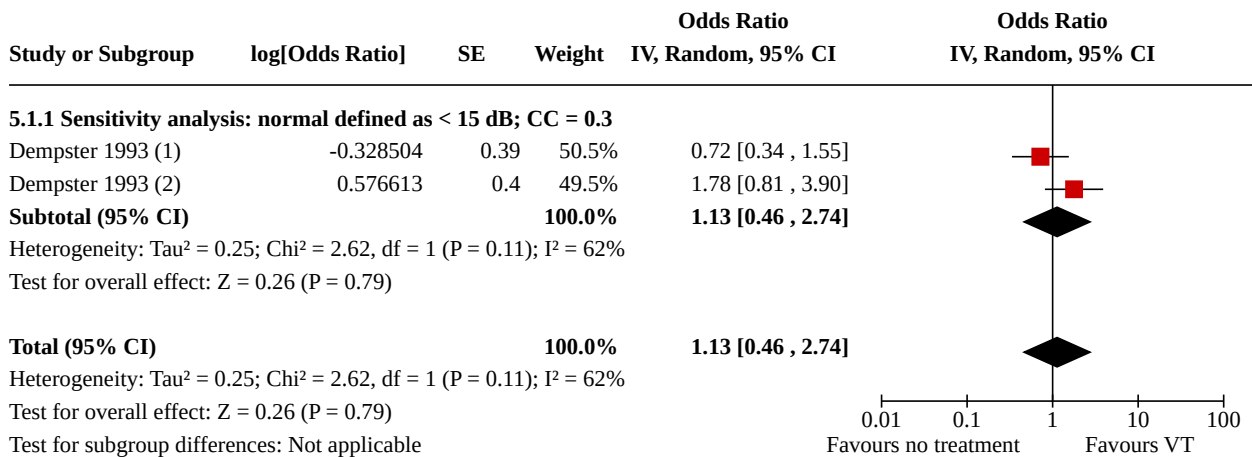 Odds Ratio Odds Ratio
Study or Subgroup log[Odds Ratio] SE Weight IV, Random, 95% CI IV, Random, 95% CI
5.1.1 Sensitivity analysis: normal defined as < 15 dB; CC = 0.3
Dempster 1993 (1) -0.328504 0.39 50.5% 0.72 [0.34 , 1.55]
Dempster 1993 (2) 0.576613 0.4 49.5% 1.78 [0.81 , 3.90]
Subtotal (95% CI) 100.0% 1.13 [0.46 , 2.74]
Heterogeneity: Tau² = 0.25; Chi² = 2.62, df = 1 (P = 0.11); I² = 62%
Test for overall effect: Z = 0.26 (P = 0.79)
Total (95% CI) 100.0% 1.13 [0.46 , 2.74]
Heterogeneity: Tau² = 0.25; Chi² = 2.62, df = 1 (P = 0.11); I² = 62%
Test for overall effect: Z = 0.26 (P = 0.79) 0.01 0.1 1 10 100
Test for subgroup differences: Not applicable Favours no treatment Favours VT